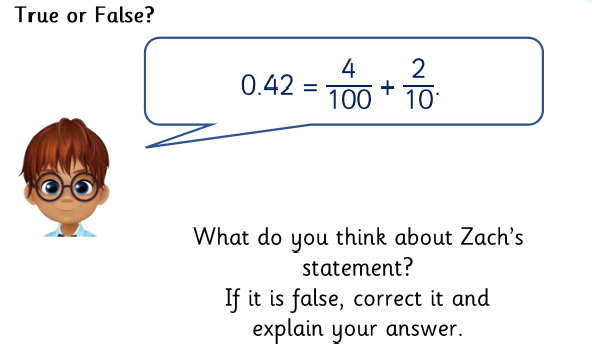 True or False?
0.42 = 4/100 + 2/10.
What do you think about Zach's
statement?
If it is false, correct it and
explain your answer.